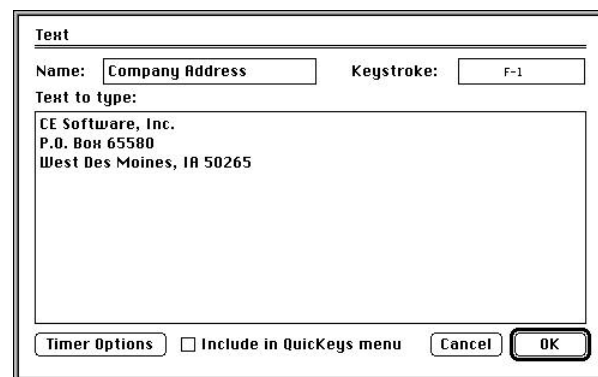 Text
Name: Company Address Keystroke: F-1
Text to type:
CE Software, Inc.
P.O. Box 65580
West Des Moines, IA 50265
Timer Options Include in QuicKeys menu Cancel OK